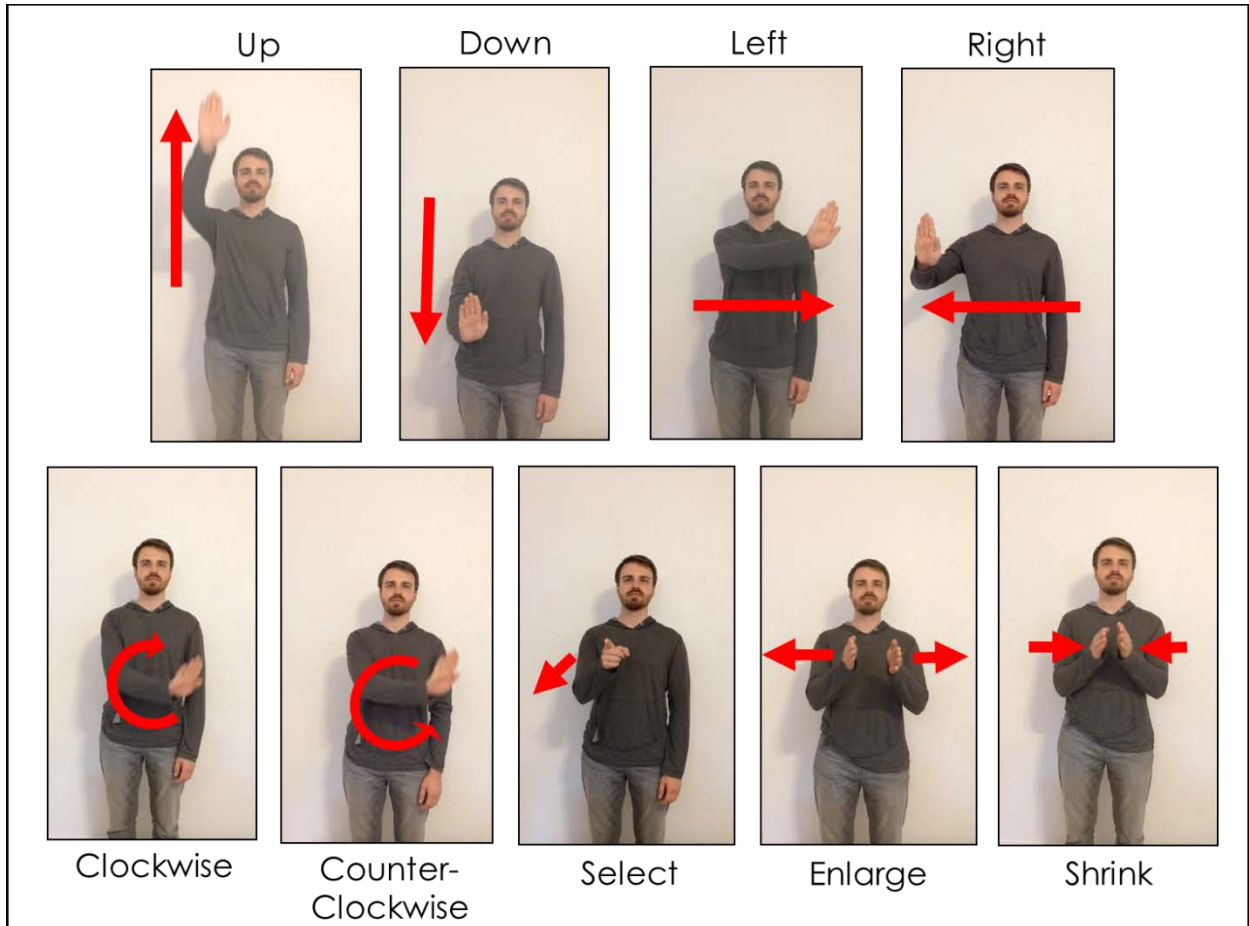 Up
Down
Left
Right
Clockwise
Counter-
Clockwise
Select
Enlarge
Shrink